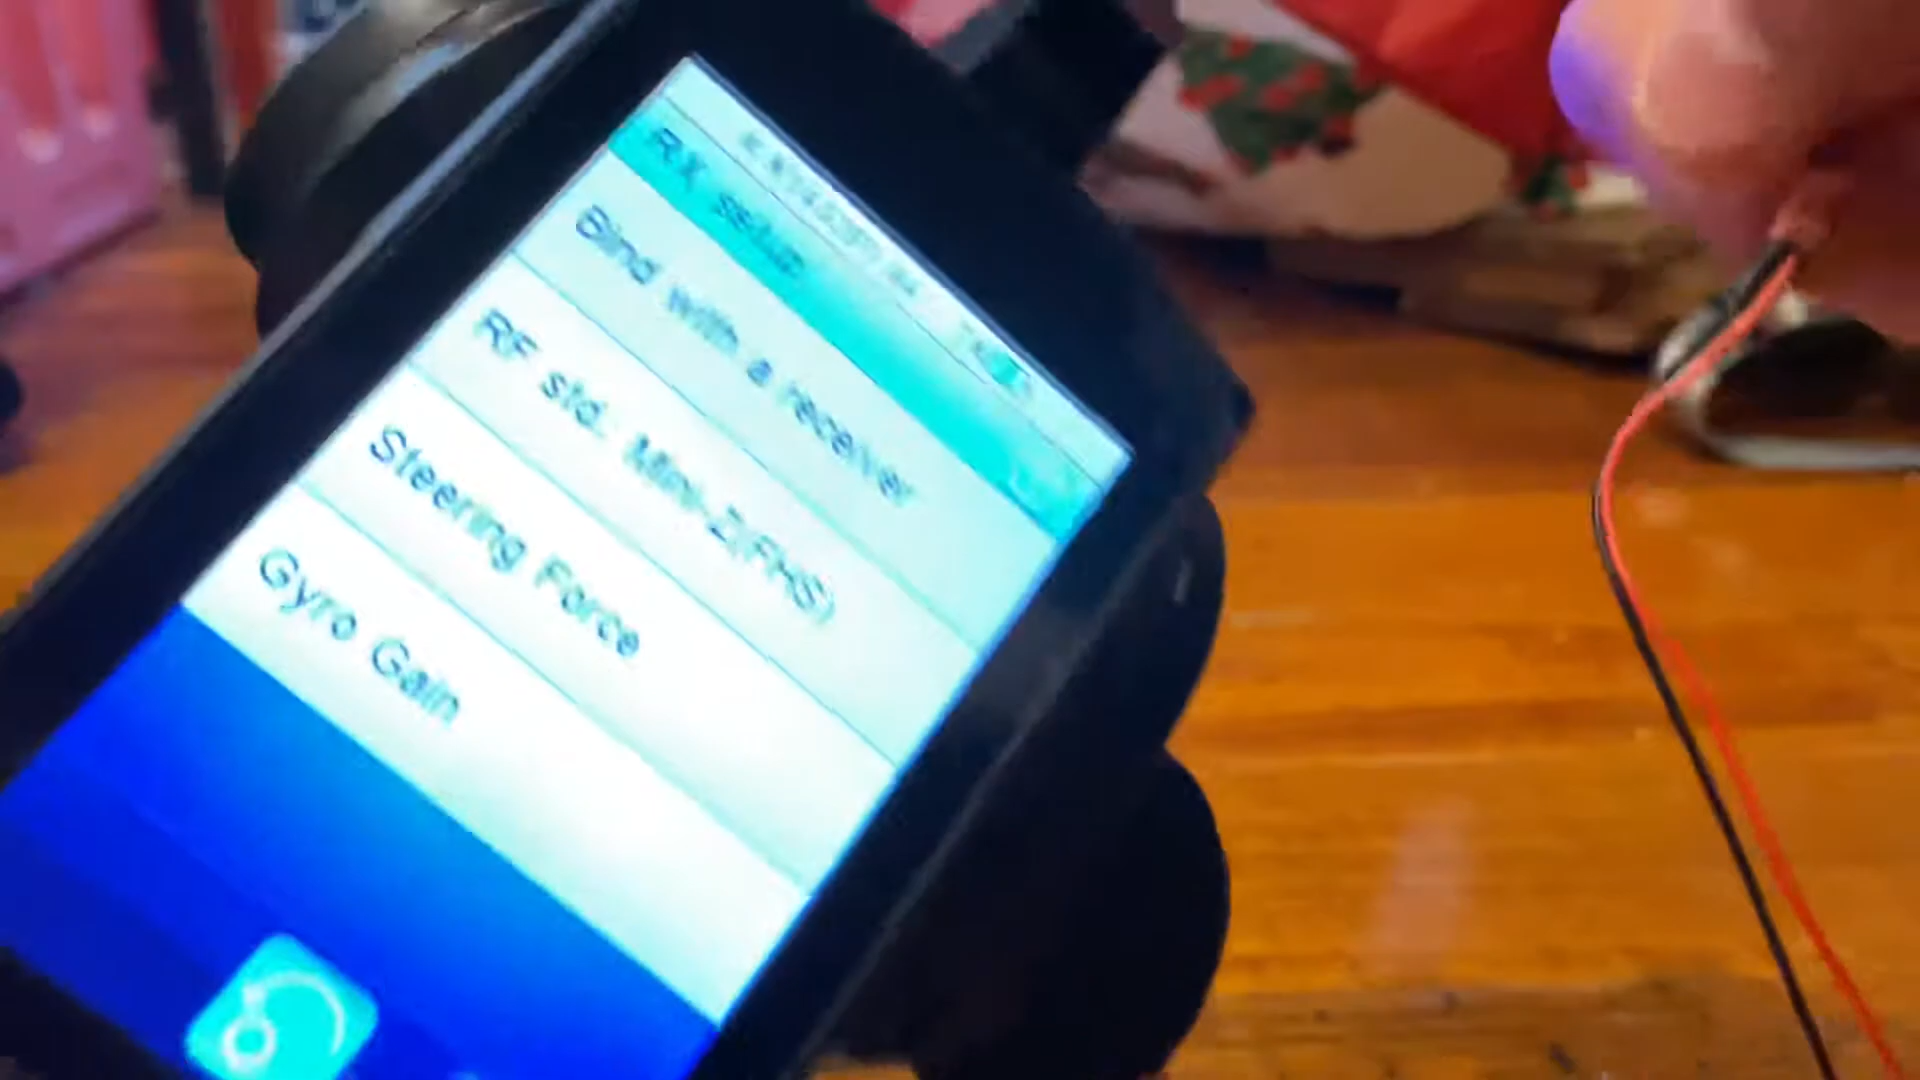 RX setup
Bind with a receiver
RF std. Mini-Z(FHS)
Steering Force
Gyro Gain